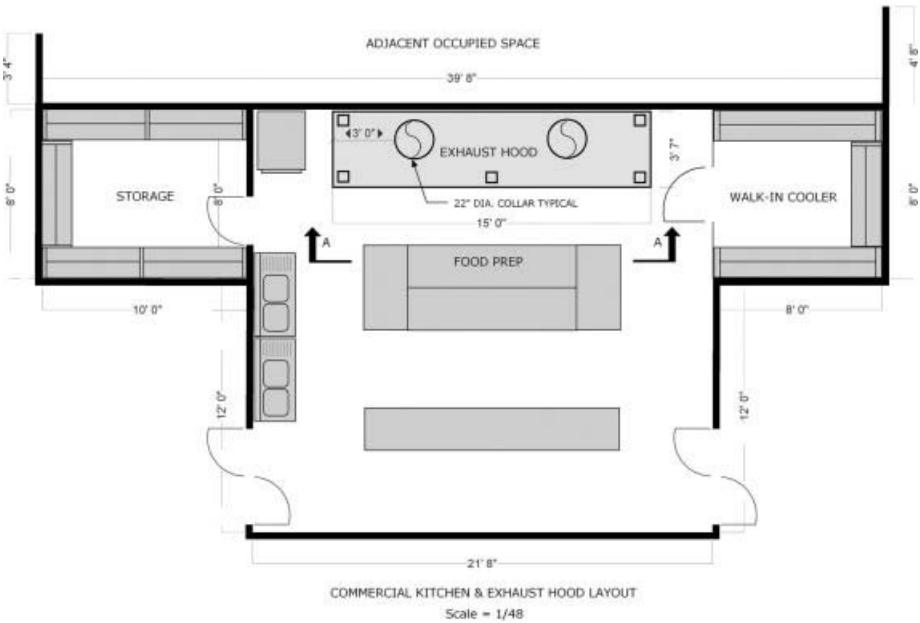 ADJACENT OCCUPIED SPACE
3' 4"
4' 8"
39' 8"
3' 0"
EXHAUST HOOD
3' 7"
8' 0"
STORAGE
8' 0"
22" DIA. COLLAR TYPICAL
WALK-IN COOLER
8' 0"
15' 0"
A
A
FOOD PREP
10' 0"
8' 0"
12' 0"
12' 0"
21' 8"
COMMERCIAL KITCHEN & EXHAUST HOOD LAYOUT
Scale = 1/48